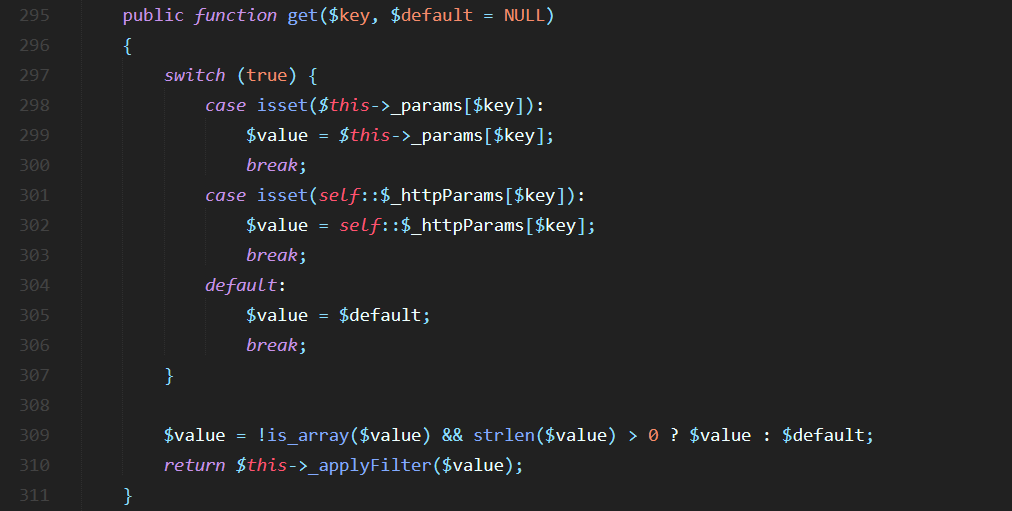 295 public function get($key, $default = NULL)
296 {
297 switch (true) {
298 case isset($this->_params[$key]):
299 $value = $this->_params[$key];
300 break;
301 case isset(self::$_httpParams[$key]):
302 $value = self::$_httpParams[$key];
303 break;
304 default:
305 $value = $default;
306 break;
307 }
308
309 $value = !is_array($value) && strlen($value) > 0 ? $value : $default;
310 return $this->_applyFilter($value);
311 }